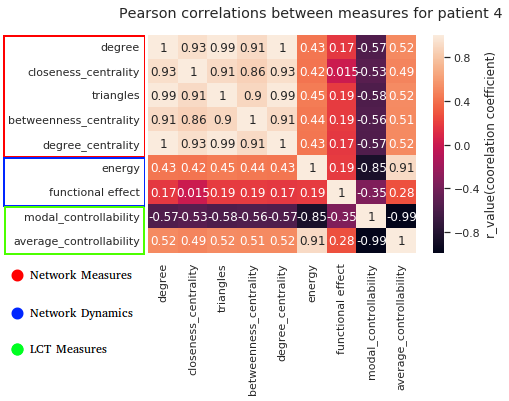 Pearson correlations between measures for patient 4
degree 1 0.93 0.99 0.91 1 0.43 0.17 -0.57 0.52
closeness_centrality 0.93 1 0.91 0.86 0.93 0.42 0.015 -0.53 0.49
triangles 0.99 0.91 1 0.9 0.99 0.45 0.19 -0.58 0.52
betweenness_centrality 0.91 0.86 0.9 1 0.91 0.44 0.19 -0.56 0.51
degree_centrality 1 0.93 0.99 0.91 1 0.43 0.17 -0.57 0.52
energy 0.43 0.42 0.45 0.44 0.43 1 0.19 -0.85 0.91
functional effect 0.17 0.015 0.19 0.19 0.17 0.19 1 -0.35 0.28
modal_controllability -0.57 -0.53 -0.58 -0.56 -0.57 -0.85 -0.35 1 -0.99
average_controllability 0.52 0.49 0.52 0.51 0.52 0.91 0.28 -0.99 1
degree
closeness_centrality
triangles
betweenness_centrality
degree_centrality
energy
functional effect
modal_controllability
average_controllability
0.8
0.4
0.0
-0.4
-0.8
r_value(coorelation coefficient)
Network Measures
Network Dynamics
LCT Measures